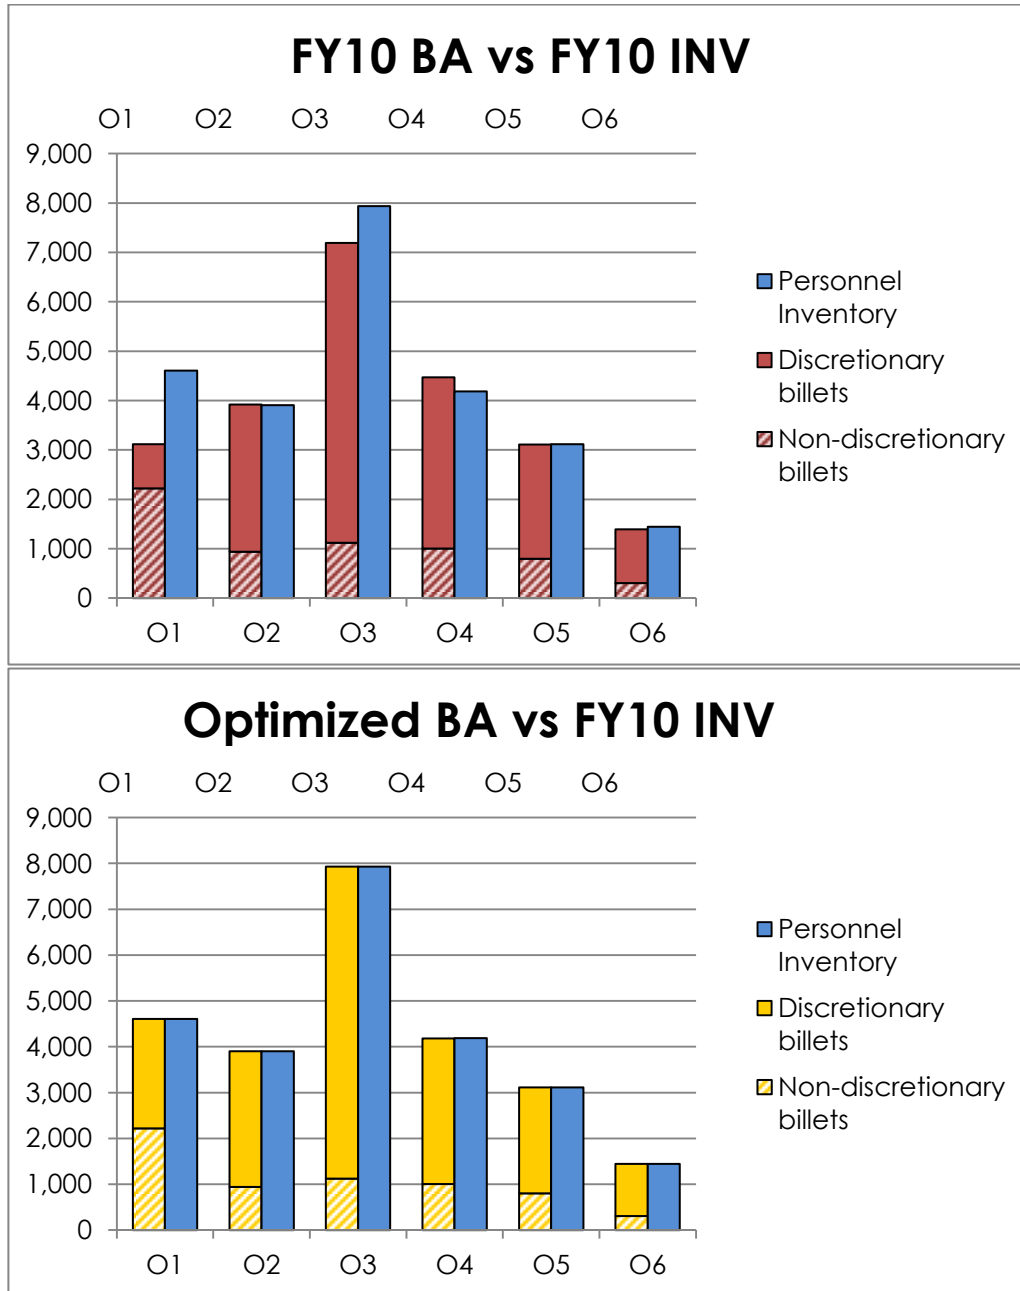 FY10 BA vs FY10 INV
O1 O2 O3 O4 O5 O6
9,000
8,000
7,000
6,000
5,000
4,000
3,000
2,000
1,000
0
O1 O2 O3 O4 O5 O6
Personnel
Inventory
Discretionary
billets
Non-discretionary
billets
Optimized BA vs FY10 INV
O1 O2 O3 O4 O5 O6
9,000
8,000
7,000
6,000
5,000
4,000
3,000
2,000
1,000
0
O1 O2 O3 O4 O5 O6
Personnel
Inventory
Discretionary
billets
Non-discretionary
billets